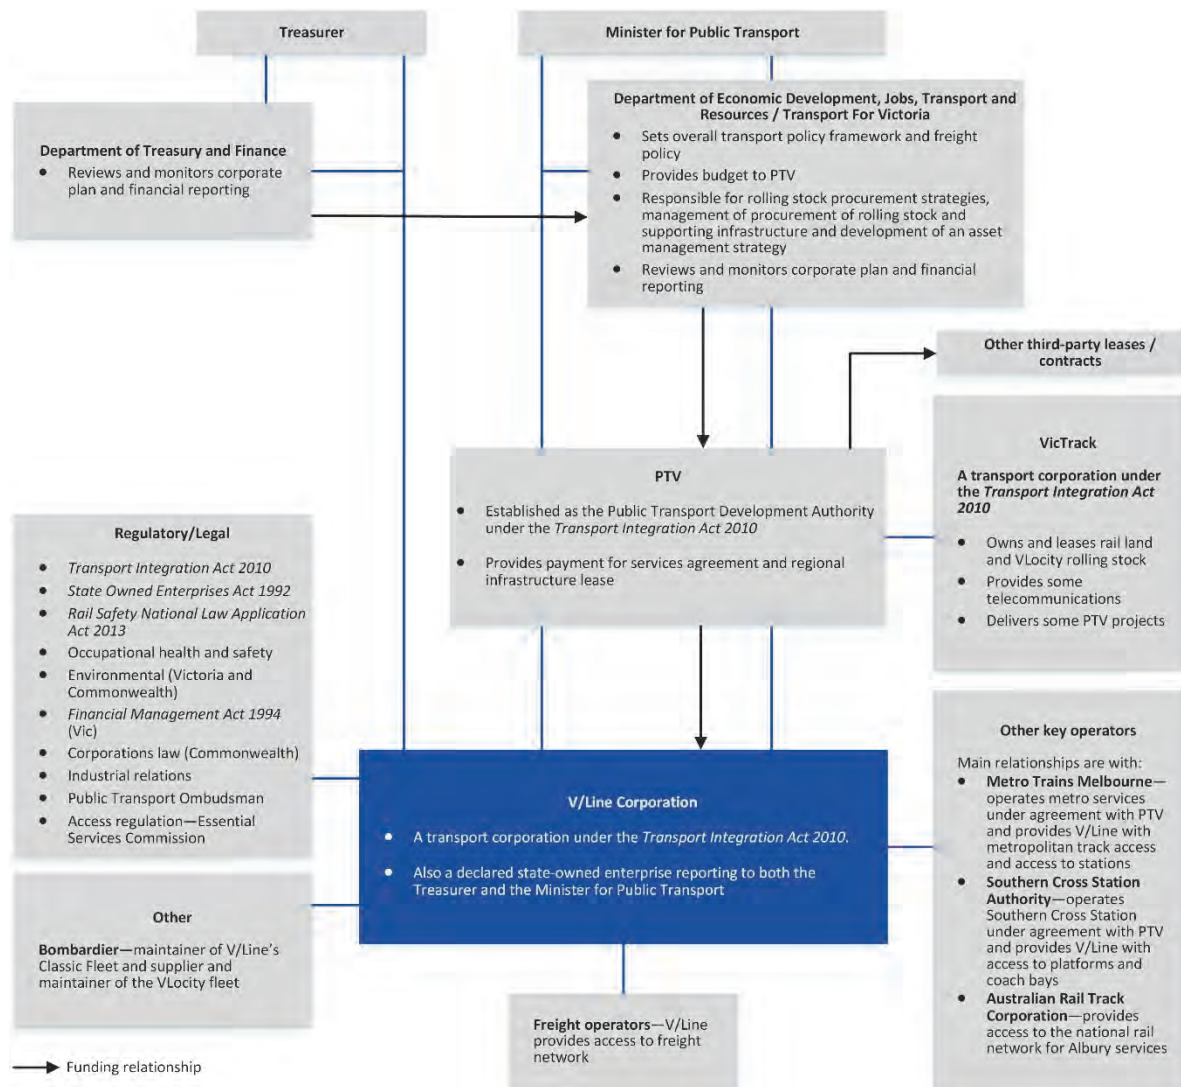 Treasurer
Minister for Public Transport
Department of Treasury and Finance
● Reviews and monitors corporate
plan and financial reporting
Department of Economic Development, Jobs, Transport and
Resources / Transport For Victoria
● Sets overall transport policy framework and freight
policy
● Provides budget to PTV
● Responsible for rolling stock procurement strategies,
management of procurement of rolling stock and
supporting infrastructure and development of an asset
management strategy
● Reviews and monitors corporate plan and financial
reporting
Other third-party leases /
contracts
PTV
● Established as the Public Transport Development Authority
under the Transport Integration Act 2010
● Provides payment for services agreement and regional
infrastructure lease
VicTrack
A transport corporation under
the Transport Integration Act
2010
● Owns and leases rail land
and VLocity rolling stock
● Provides some
telecommunications
● Delivers some PTV projects
Regulatory/Legal
● Transport Integration Act 2010
● State Owned Enterprises Act 1992
● Rail Safety National Law Application
Act 2013
● Occupational health and safety
● Environmental (Victoria and
Commonwealth)
● Financial Management Act 1994
(Vic)
● Corporations law (Commonwealth)
● Industrial relations
● Public Transport Ombudsman
● Access regulation—Essential
Services Commission
V/Line Corporation
● A transport corporation under the Transport Integration Act 2010.
● Also a declared state-owned enterprise reporting to both the
Treasurer and the Minister for Public Transport
Other key operators
Main relationships are with:
● Metro Trains Melbourne—
operates metro services
under agreement with PTV
and provides V/Line with
metropolitan track access
and access to stations
● Southern Cross Station
Authority—operates
Southern Cross Station
under agreement with PTV
and provides V/Line with
access to platforms and
coach bays
● Australian Rail Track
Corporation—provides
access to the national rail
network for Albury services
Other
Bombardier—maintainer of V/Line's
Classic Fleet and supplier and
maintainer of the VLocity fleet
Freight operators—V/Line
provides access to freight
network
Funding relationship